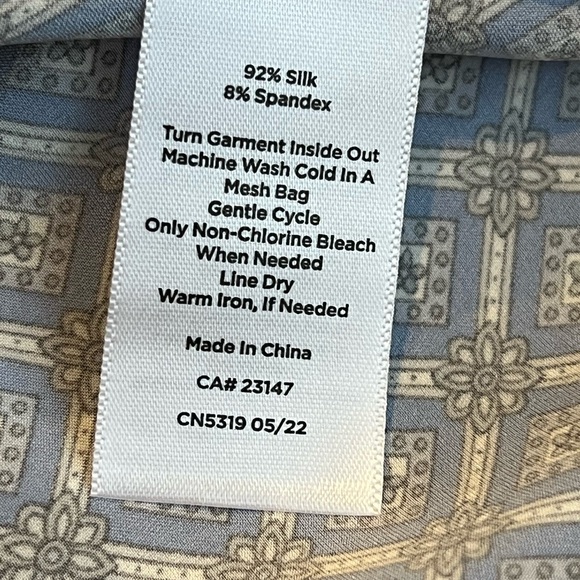 92% Silk
8% Spandex
Turn Garment Inside Out
Machine Wash Cold In A
Mesh Bag
Gentle Cycle
Only Non-Chlorine Bleach
When Needed
Line Dry
Warm Iron, If Needed
Made In China
CA# 23147
CN5319 05/22